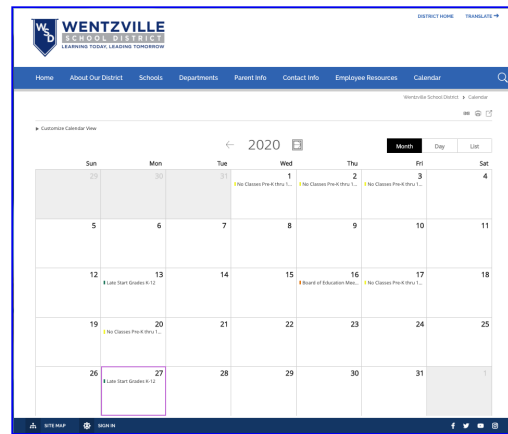 DISTRICT HOME TRANSLATE
WSD
WENTZVILLE
SCHOOL DISTRICT
LEARNING TODAY, LEADING TOMORROW
Home About Our District Schools Departments Parent Info Contact Info Employee Resources Calendar
Wentzville School District Calendar
Customize Calendar View
2020
Month Day List
Sun Mon Tue Wed Thu Fri Sat
29 30 31 1 2 3 4
No Classes Pre-K thru 1... No Classes Pre-K thru 1... No Classes Pre-K thru 1...
5 6 7 8 9 10 11
12 13 14 15 16 17 18
Late Start Grades K-12 Board of Education Mee... No Classes Pre-K thru 1...
19 20 21 22 23 24 25
No Classes Pre-K thru 1...
26 27 28 29 30 31 1
Late Start Grades K-12
SITE MAP SIGN IN